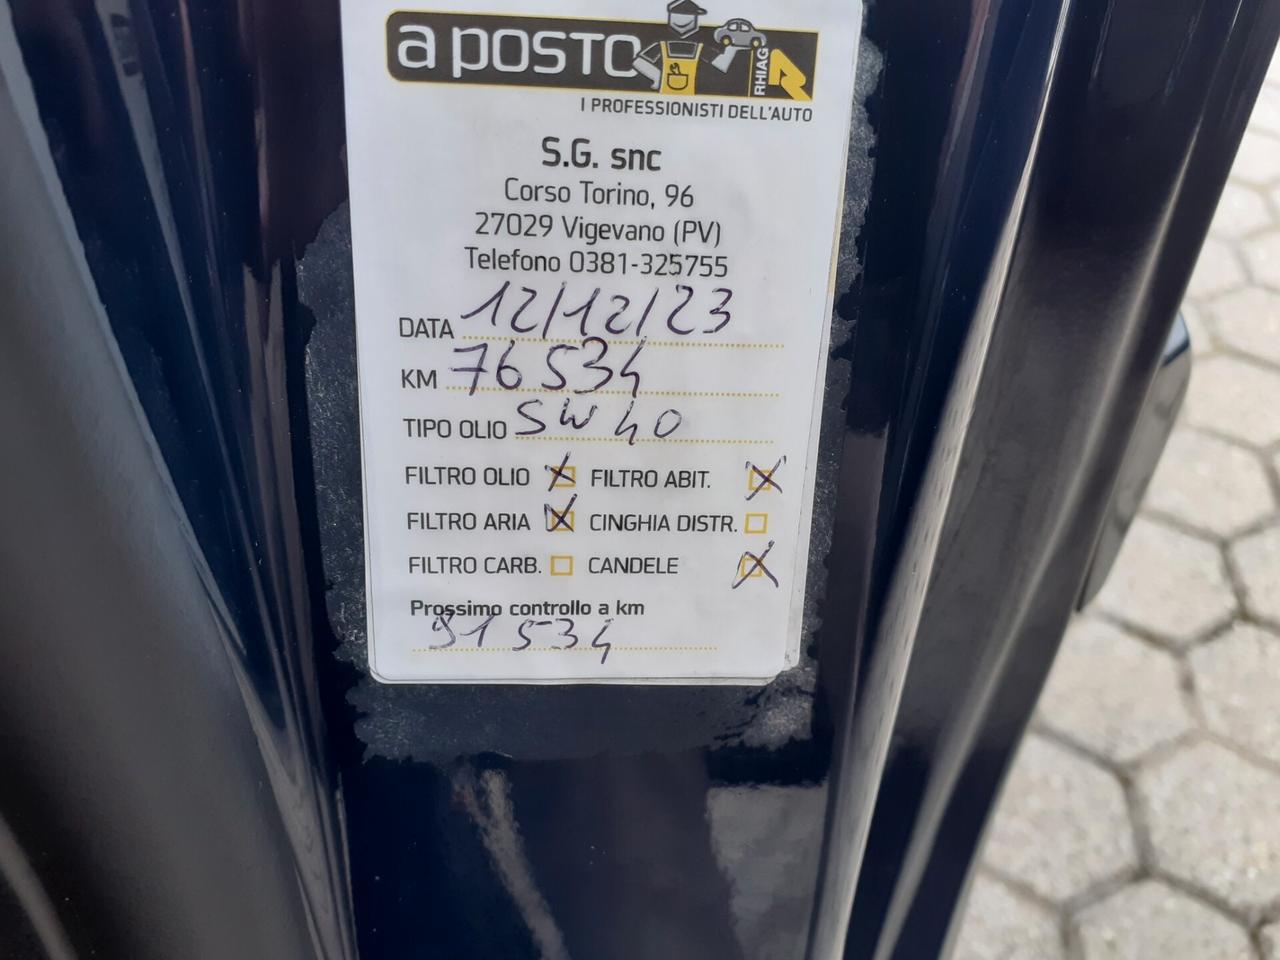 a POSTO
RHIAG
I PROFESSIONISTI DELL'AUTO
S.G. snc
Corso Torino, 96
27029 Vigevano (PV)
Telefono 0381-325755
DATA 12/12/23
KM 76534
TIPO OLIO 5W40
FILTRO OLIO X FILTRO ABIT. X
FILTRO ARIA X CINGHIA DISTR.
FILTRO CARB. CANDELE X
Prossimo controllo a km
91534